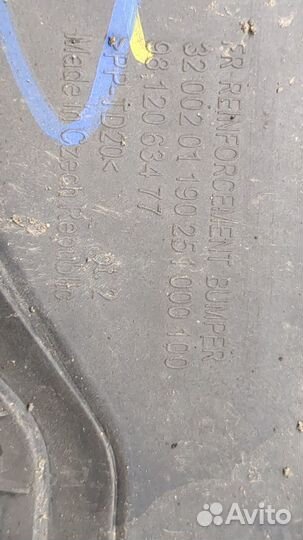 FR-REINFORCEMENT BUMPER
32 002 01 190 251 000 100
98 120 634 77
>PP-TD20<
Made in Czech Republic
Avito